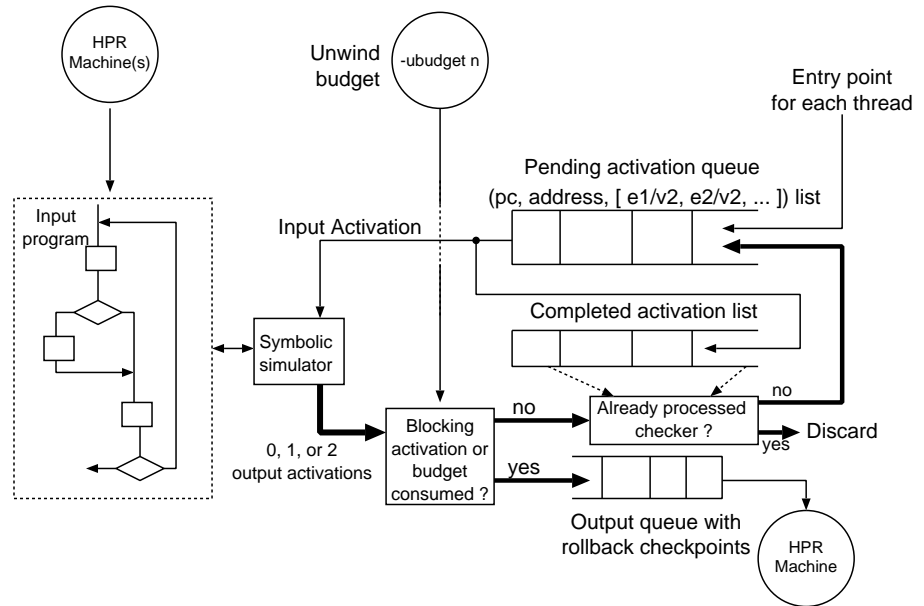 HPR
Machine(s)
Unwind
budget
-ubudget n
Entry point
for each thread
Pending activation queue
(pc, address, [ e1/v2, e2/v2, ... ]) list
Input
program
Input Activation
Completed activation list
Symbolic
simulator
0, 1, or 2
output activations
Blocking
activation or
budget
consumed ?
no
yes
Already processed
checker ?
no
yes
Discard
Output queue with
rollback checkpoints
HPR
Machine